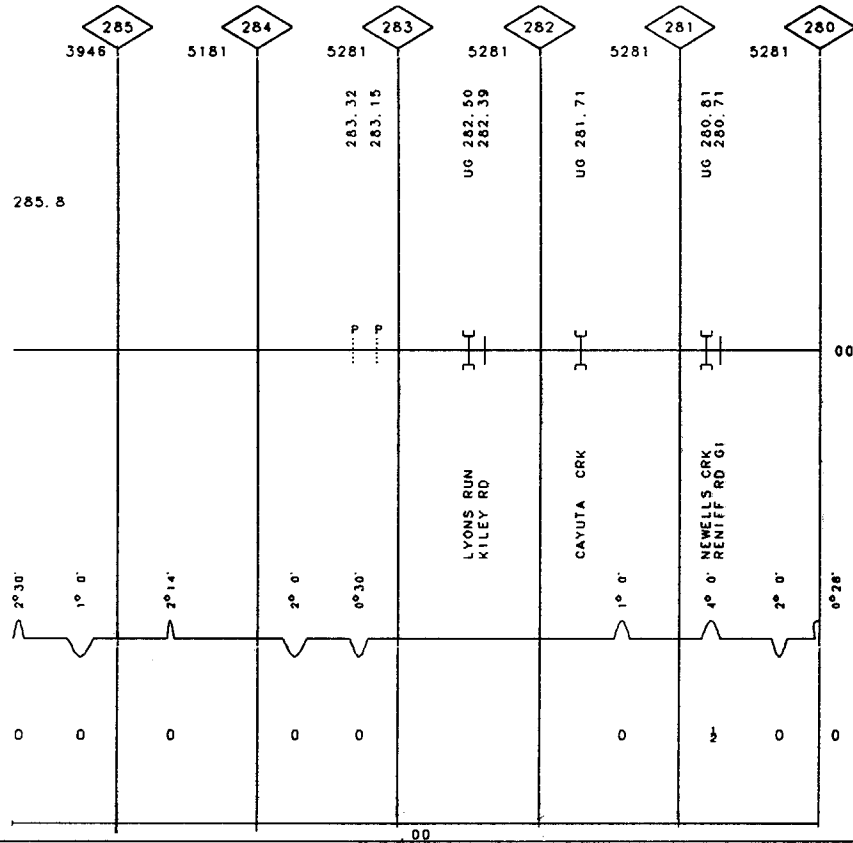 285 284 283 282 281 280
3946 5181 5281 5281 5281 5281
283.32
283.15
UG 282.50
282.39
UG 281.71
UG 280.81
280.71
285.8
P P
00
LYONS RUN
KILEY RD
CAYUTA CRK
NEWELLS CRK
RENIFF RD GI
2°30'
1°0'
2°14'
2°0'
0°30'
1°0'
4°0'
2°0'
0°28'
0 0 0 0 0 0 ½ 0 0
00